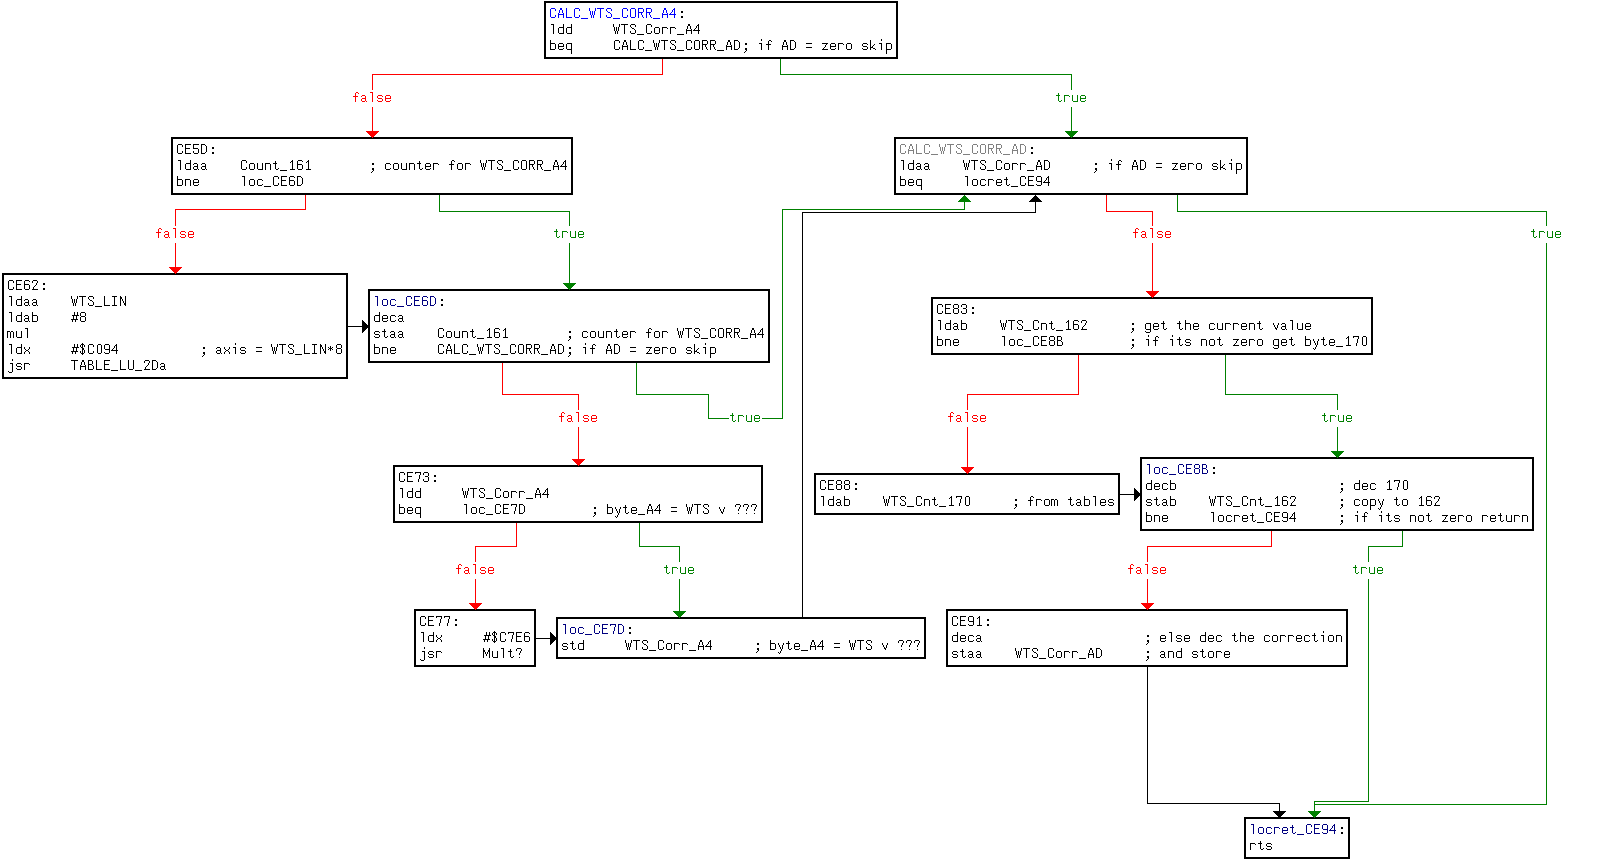 CALC_WTS_CORR_A4:
ldd WTS_Corr_A4
beq CALC_WTS_CORR_AD; if AD = zero skip
false
true
CE5D:
ldaa Count_161 ; counter for WTS_CORR_A4
bne loc_CE6D
CALC_WTS_CORR_AD:
ldaa WTS_Corr_AD ; if AD = zero skip
beq locret_CE94
false
true
false
true
CE62:
ldaa WTS_LIN
ldab #8
mul
ldx #$C094 ; axis = WTS_LIN*8
jsr TABLE_LU_2Da
loc_CE6D:
deca
staa Count_161 ; counter for WTS_CORR_A4
bne CALC_WTS_CORR_AD; if AD = zero skip
CE83:
ldab WTS_Cnt_162 ; get the current value
bne loc_CE8B ; if its not zero get byte_170
false
true
false
true
CE73:
ldd WTS_Corr_A4
beq loc_CE7D ; byte_A4 = WTS v ???
CE88:
ldab WTS_Cnt_170 ; from tables
loc_CE8B:
decb ; dec 170
stab WTS_Cnt_162 ; copy to 162
bne locret_CE94 ; if its not zero return
false
true
false
true
CE77:
ldx #$C7E6
jsr Mult?
loc_CE7D:
std WTS_Corr_A4 ; byte_A4 = WTS v ???
CE91:
deca ; else dec the correction
staa WTS_Corr_AD ; and store
locret_CE94:
rts